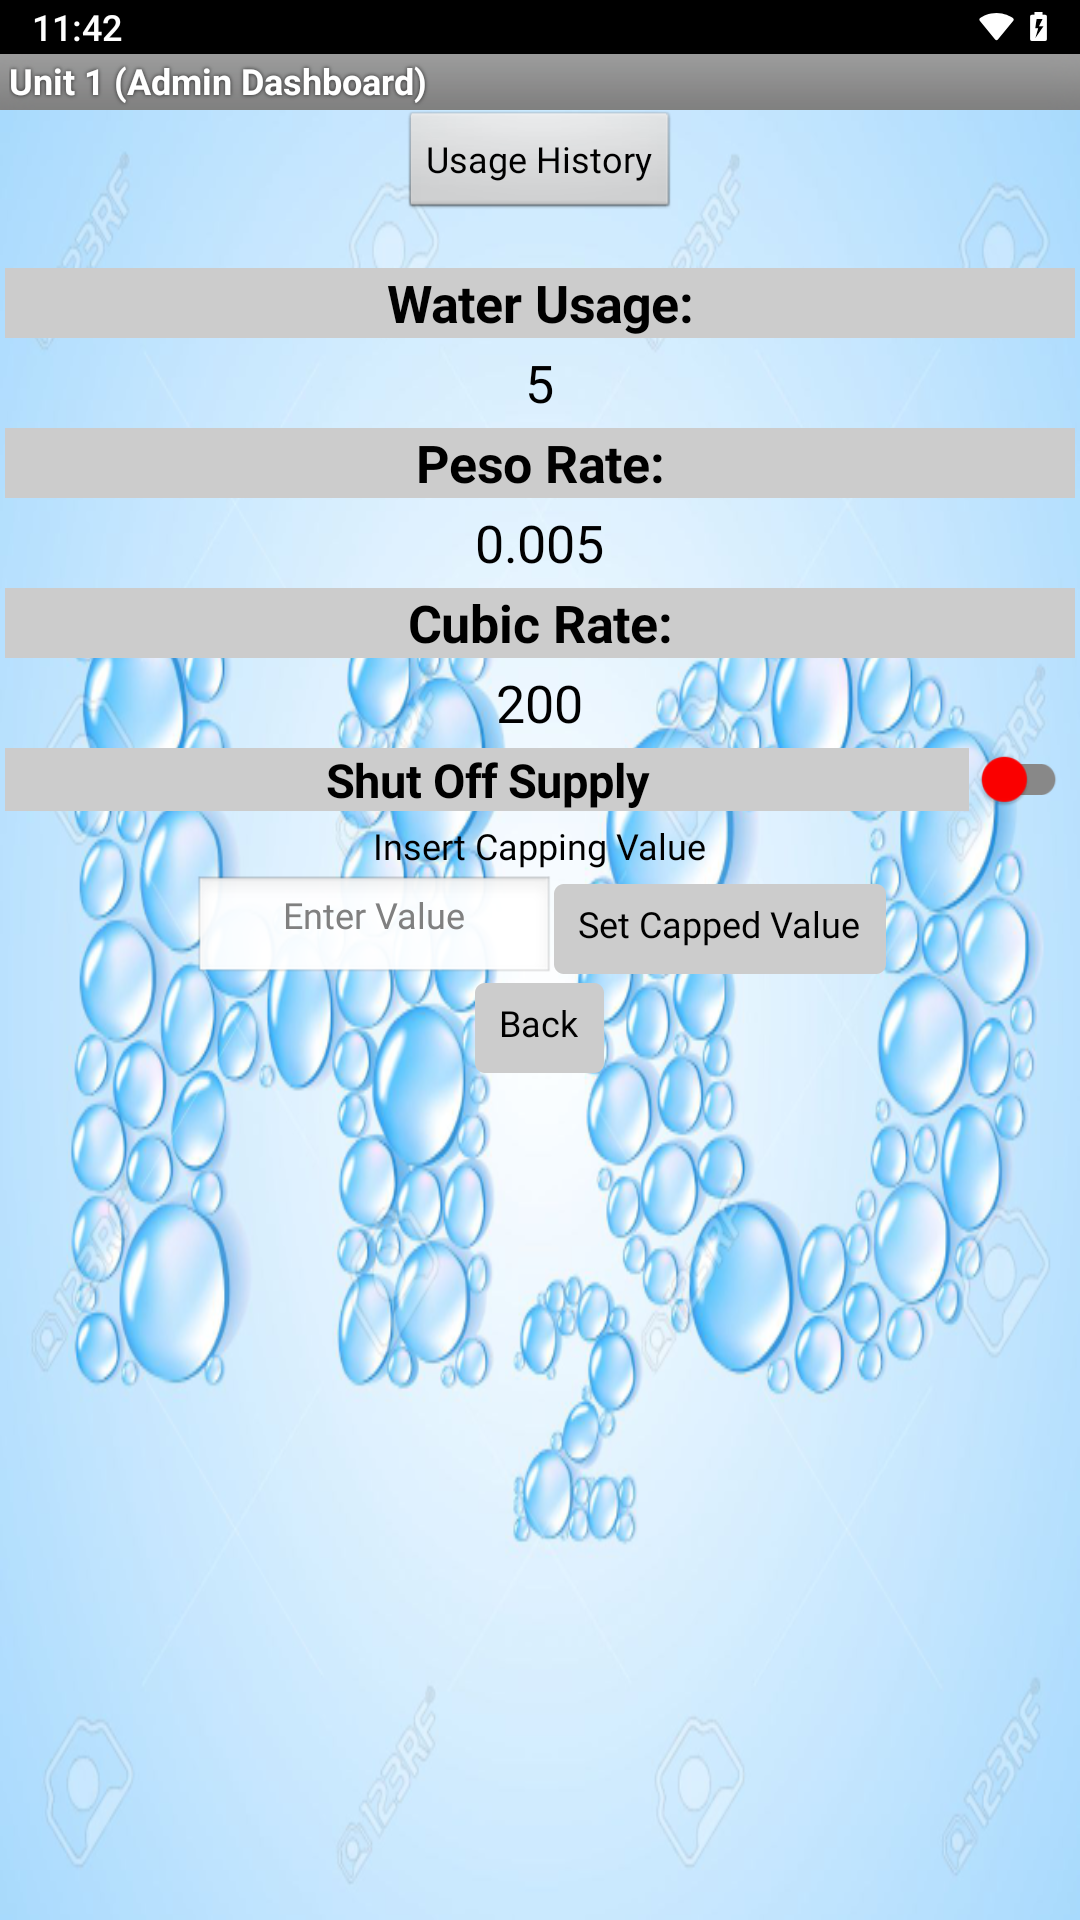 11:42
Unit 1 (Admin Dashboard)
Usage History
Water Usage:
5
Peso Rate:
0.005
Cubic Rate:
200
Shut Off Supply
Insert Capping Value
Enter Value
Set Capped Value
Back
@123RF
@123RF
@123RF
@123RF
@123RF
@123RF
@123RF